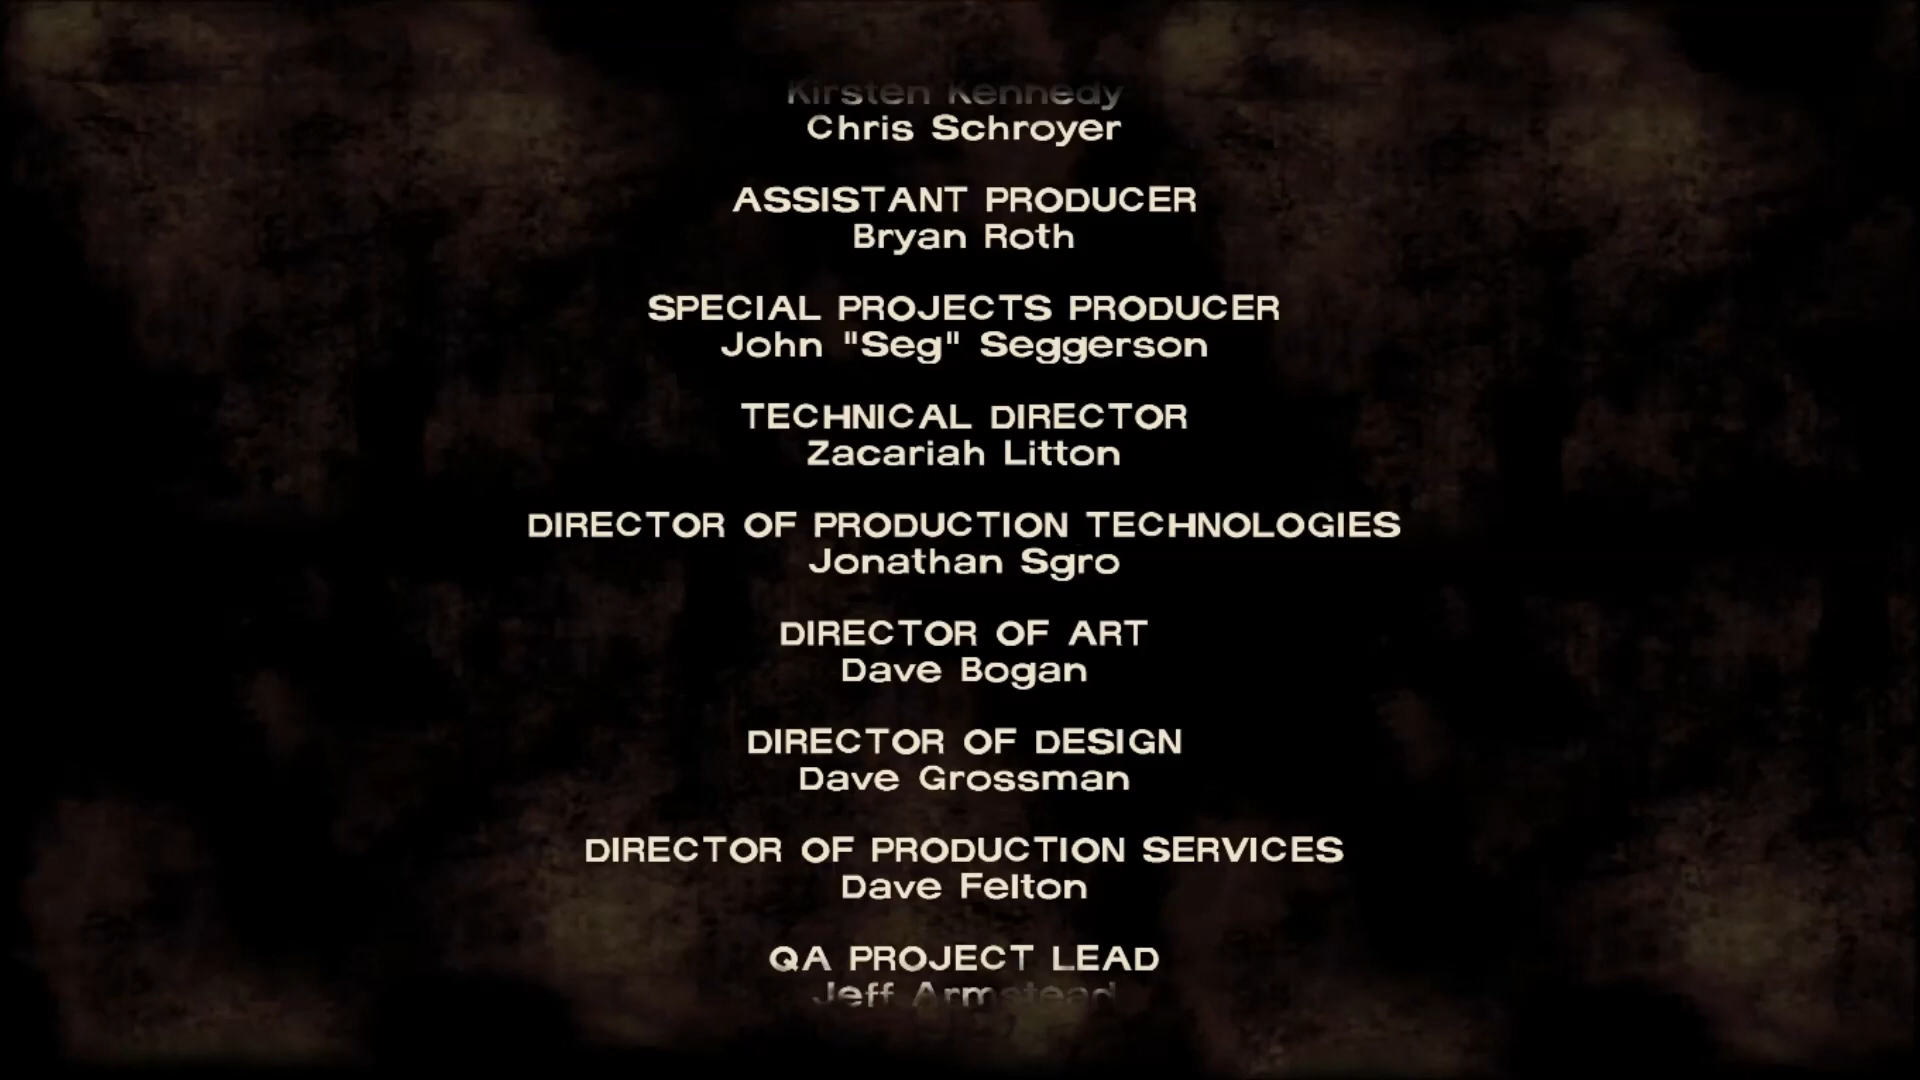 Kirsten Kennedy
Chris Schroyer
ASSISTANT PRODUCER
Bryan Roth
SPECIAL PROJECTS PRODUCER
John "Seg" Seggerson
TECHNICAL DIRECTOR
Zacariah Litton
DIRECTOR OF PRODUCTION TECHNOLOGIES
Jonathan Sgro
DIRECTOR OF ART
Dave Bogan
DIRECTOR OF DESIGN
Dave Grossman
DIRECTOR OF PRODUCTION SERVICES
Dave Felton
QA PROJECT LEAD
Jeff Armstead